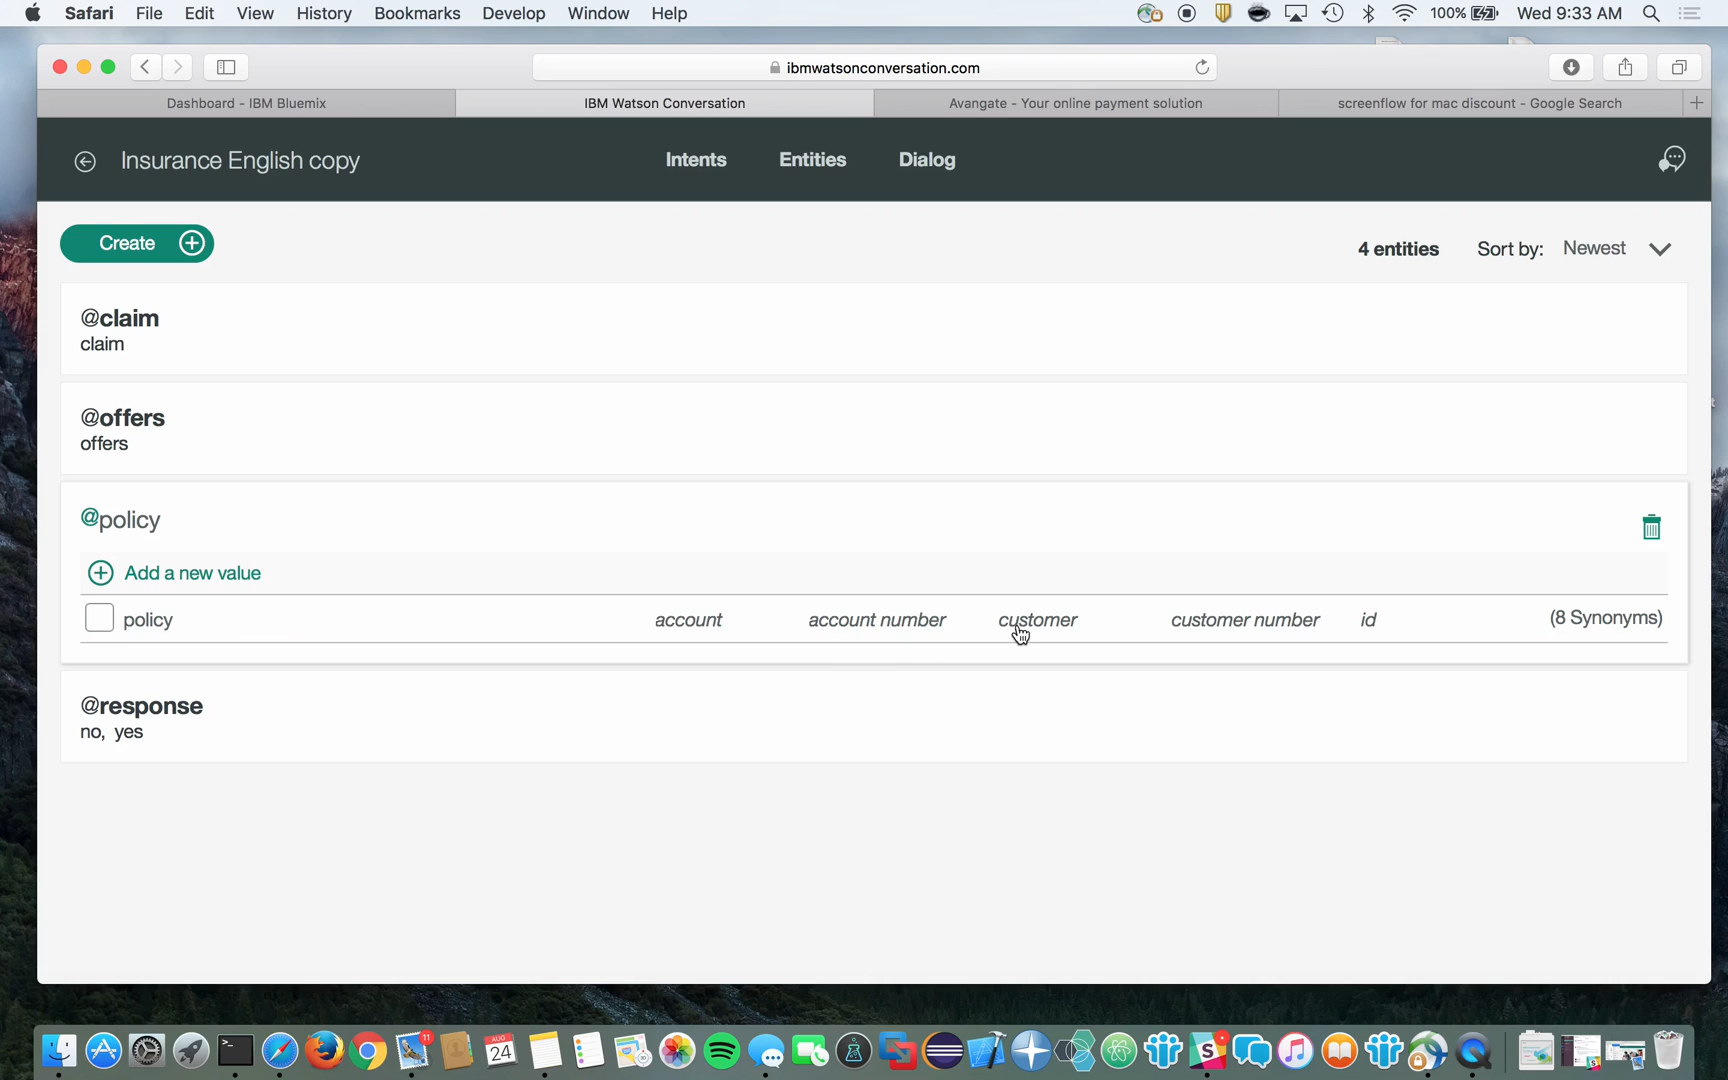 Safari File Edit View History Bookmarks Develop Window Help 100% Wed 9:33 AM
ibmwatsonconversation.com
Dashboard - IBM Bluemix IBM Watson Conversation Avangate - Your online payment solution screenflow for mac discount - Google Search
Insurance English copy Intents Entities Dialog
Create 4 entities Sort by: Newest
@claim
claim
@offers
offers
@policy
Add a new value
policy account account number customer customer number id (8 Synonyms)
@response
no, yes
11
AUG
24